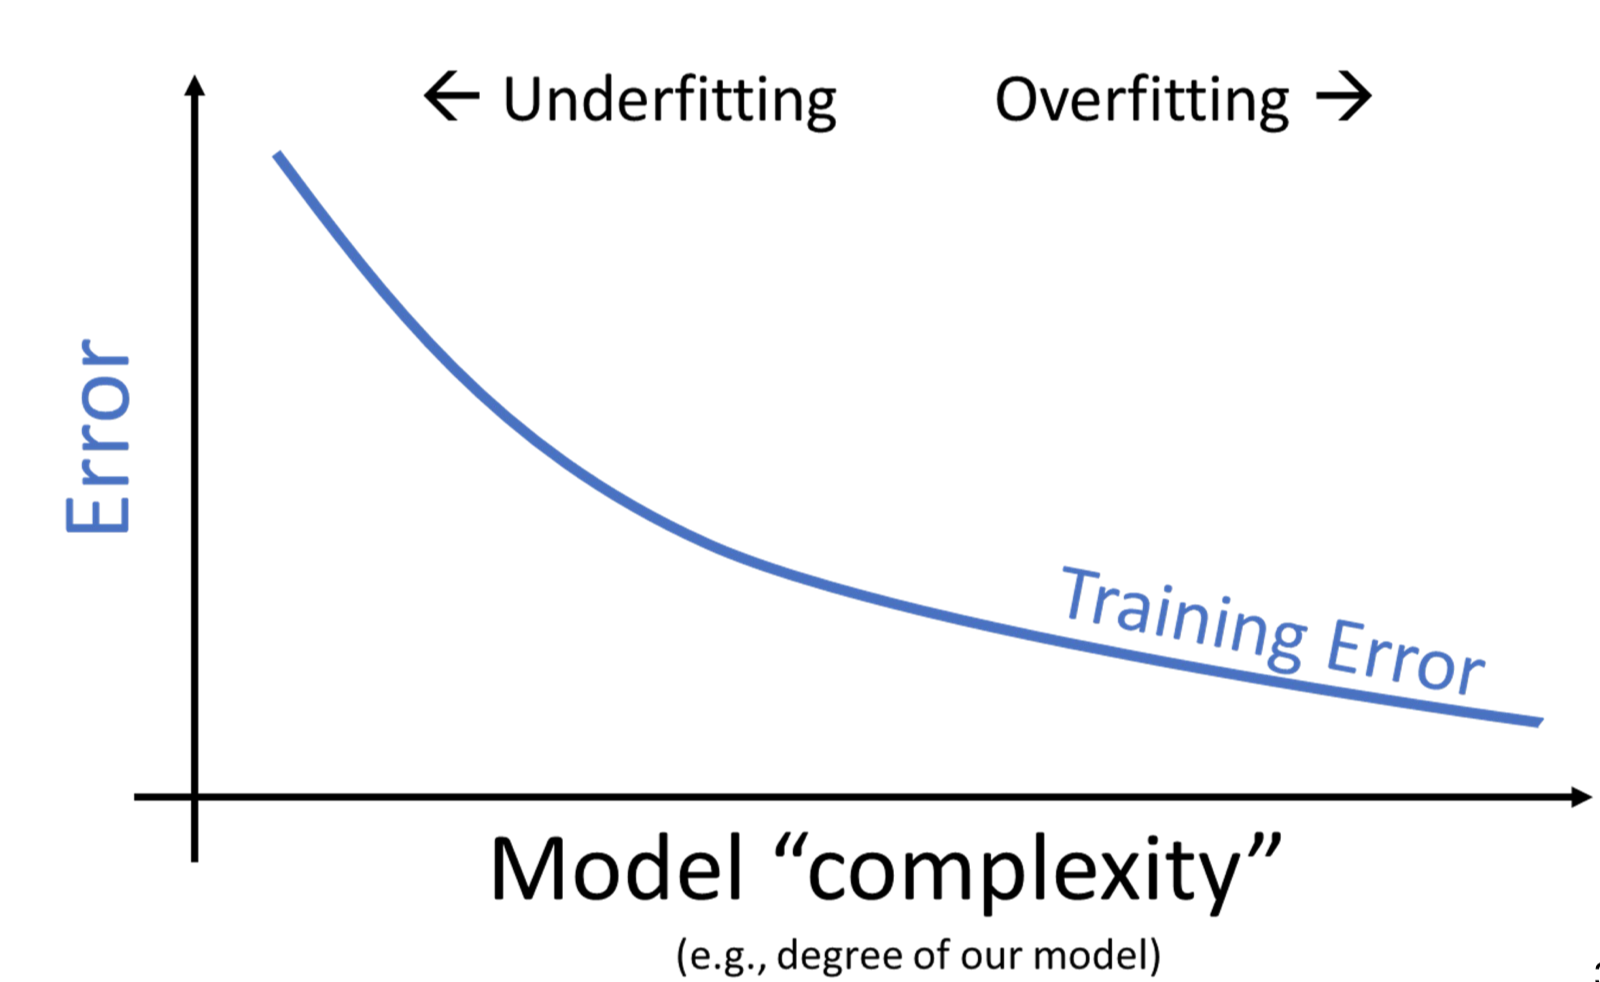 ← Underfitting
Overfitting →
Error
Training Error
Model “complexity”
(e.g., degree of our model)